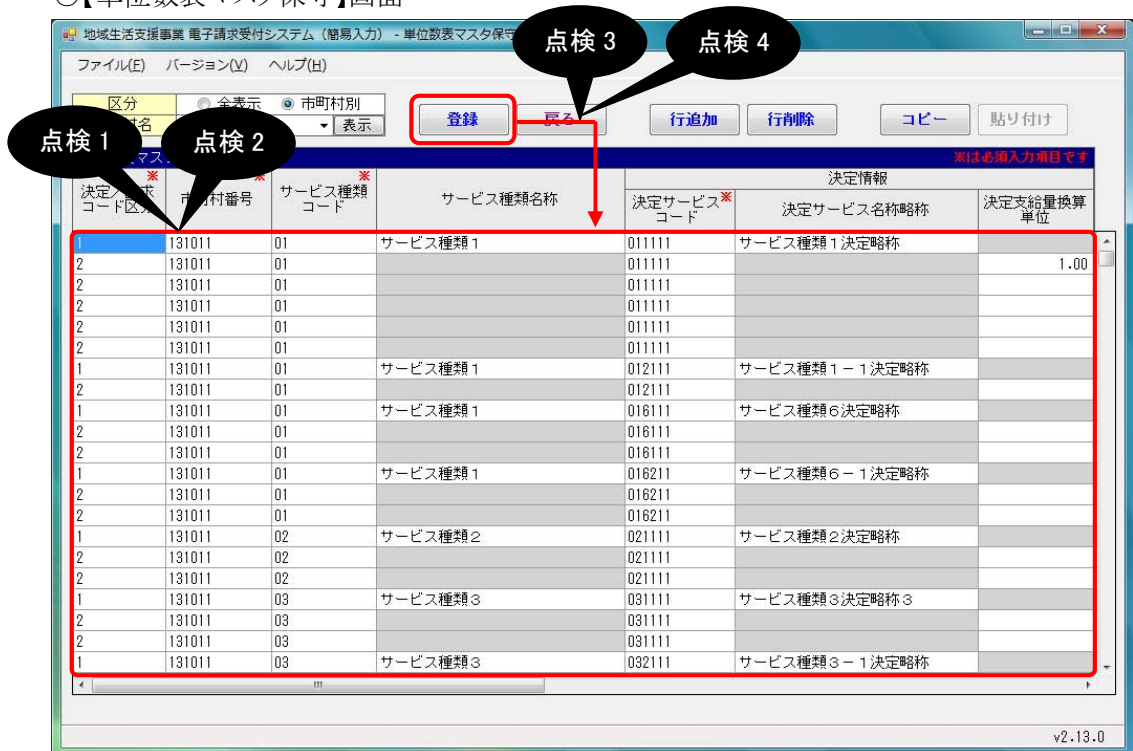 ○【単位数表マスタ保守】画面
地域生活支援事業 電子請求受付システム（簡易入力） - 単位数表マスタ保守
点検 3
点検 4
ファイル(F) バージョン(V) ヘルプ(H)
区分 全表示 市町村別
村名 表示
登録 戻る 行追加 行削除 コピー 貼り付け
点検 1
点検 2
マス ※は必須入力項目です
決定情報
決定／ 求コード区分 ※ 市 村番号 ※ サービス種類コード ※ サービス種類名称 決定サービスコード ※ 決定サービス名称略称 決定支給量換算単位
1 131011 01 サービス種類１ 011111 サービス種類１決定略称
2 131011 01 011111 1.00
2 131011 01 011111
2 131011 01 011111
2 131011 01 011111
2 131011 01 011111
1 131011 01 サービス種類１ 012111 サービス種類１－１決定略称
2 131011 01 012111
1 131011 01 サービス種類１ 016111 サービス種類６決定略称
2 131011 01 016111
2 131011 01 016111
1 131011 01 サービス種類１ 016211 サービス種類６－１決定略称
2 131011 01 016211
2 131011 01 016211
1 131011 02 サービス種類２ 021111 サービス種類２決定略称
2 131011 02 021111
2 131011 02 021111
1 131011 03 サービス種類３ 031111 サービス種類３決定略称３
2 131011 03 031111
2 131011 03 031111
1 131011 03 サービス種類３ 032111 サービス種類３－１決定略称
v2.13.0